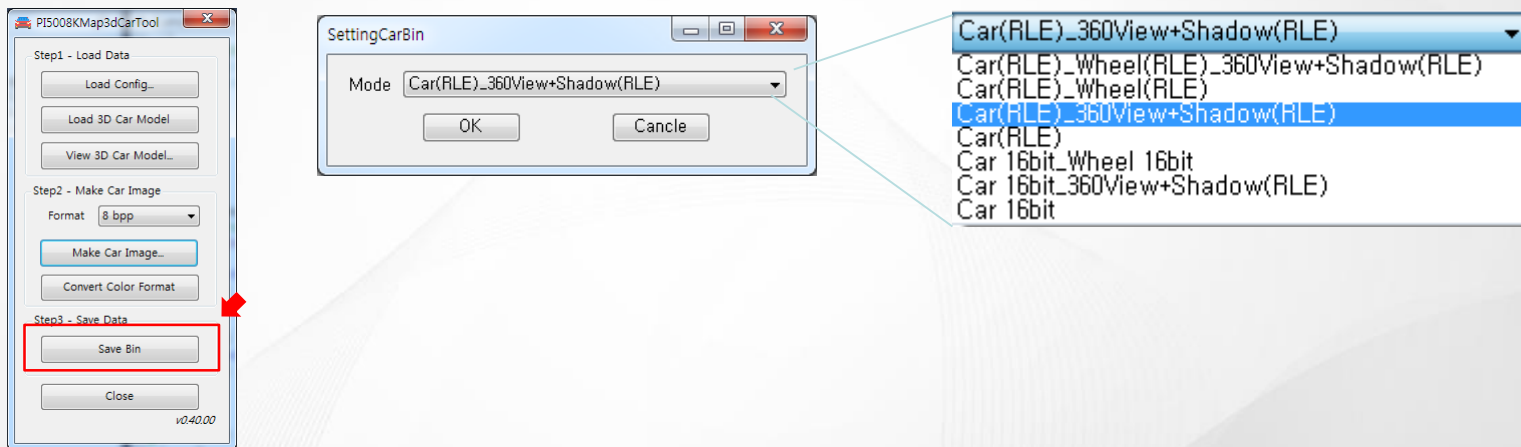 PI5008KMap3dCarTool
Step1 - Load Data
Load Config...
Load 3D Car Model
View 3D Car Model...
Step2 - Make Car Image
Format 8 bpp
Make Car Image...
Convert Color Format
Step3 - Save Data
Save Bin
Close
v0.40.00
SettingCarBin
Mode Car(RLE)_360View+Shadow(RLE)
OK Cancle
Car(RLE)_360View+Shadow(RLE)
Car(RLE)_Wheel(RLE)_360View+Shadow(RLE)
Car(RLE)_Wheel(RLE)
Car(RLE)_360View+Shadow(RLE)
Car(RLE)
Car 16bit_Wheel 16bit
Car 16bit_360View+Shadow(RLE)
Car 16bit